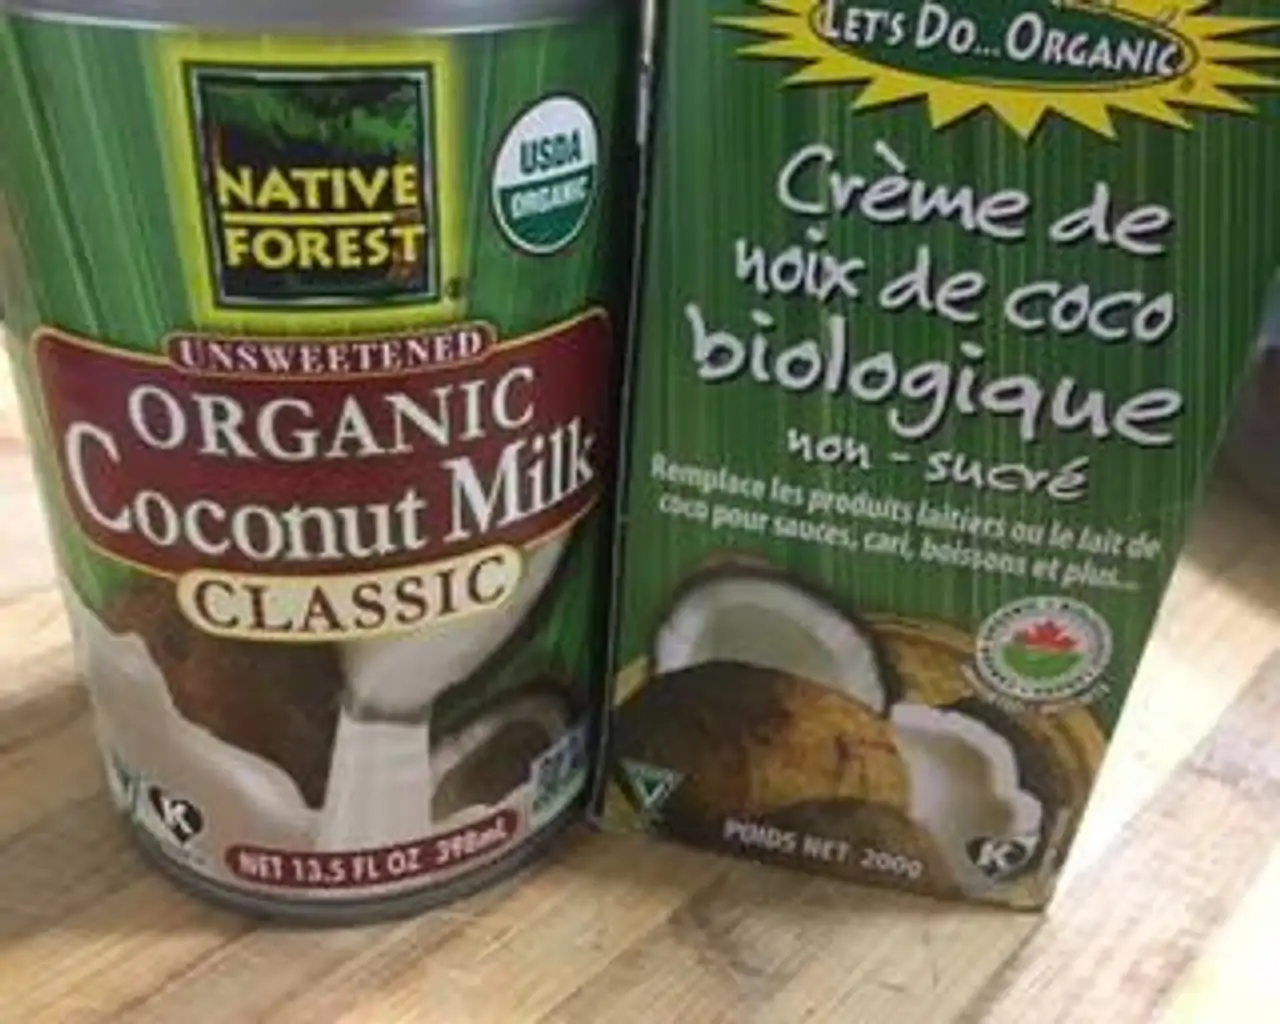 NATIVE
FOREST
USDA
ORGANIC
UNSWEETENED
ORGANIC
Coconut Milk
CLASSIC
K
NET 13.5 FL OZ 398mL
LET'S DO...ORGANIC
Crème de
noix de coco
biologique
non - sucré
Remplace les produits laitiers ou le lait de
coco pour sauces, cari, boissons et plus...
POIDS NET 200g
K